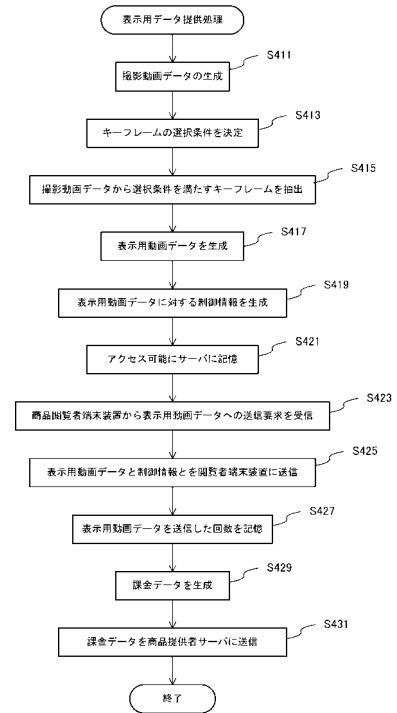 表示用データ提供処理
S411
撮影動画データの生成
S413
キーフレームの選択条件を決定
S415
撮影動画データから選択条件を満たすキーフレームを抽出
S417
表示用動画データを生成
S419
表示用動画データに対する制御情報を生成
S421
アクセス可能にサーバに記憶
S423
商品閲覧者端末装置から表示用動画データへの送信要求を受信
S425
表示用動画データと制御情報とを閲覧者端末装置に送信
S427
表示用動画データを送信した回数を記憶
S429
課金データを生成
S431
課金データを商品提供者サーバに送信
終了